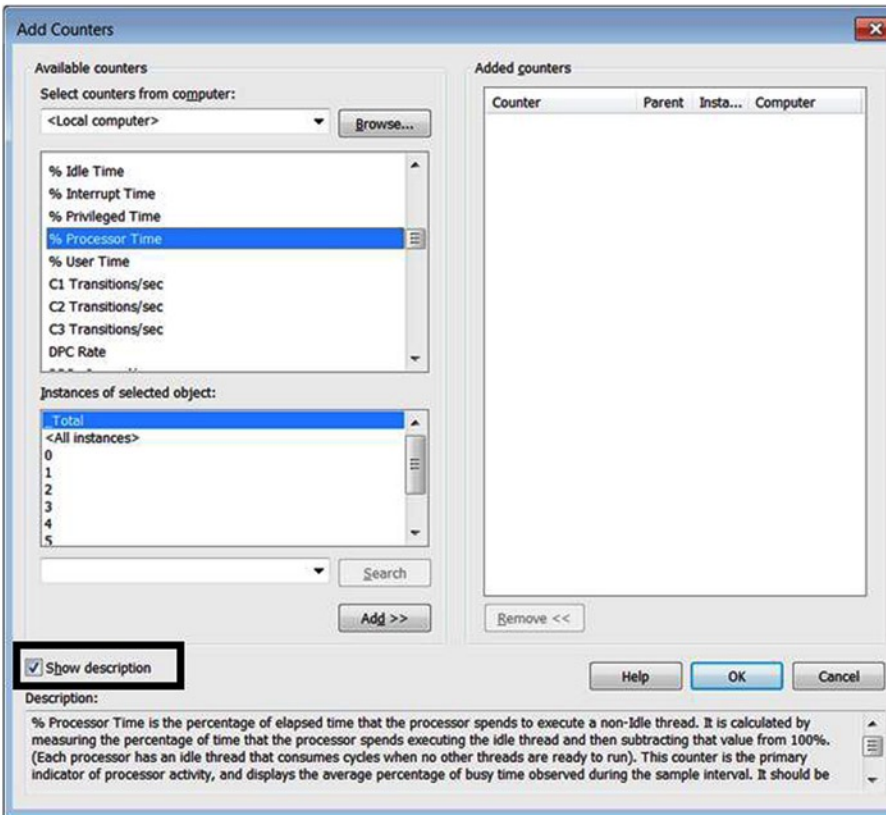 Add Counters
Available counters
Select counters from computer:
<Local computer>
Browse...
% Idle Time
% Interrupt Time
% Privileged Time
% Processor Time
% User Time
C1 Transitions/sec
C2 Transitions/sec
C3 Transitions/sec
DPC Rate
Instances of selected object:
_Total
<All instances>
0
1
2
3
4
5
Search
Add >>
Added counters
Counter Parent Insta... Computer
Remove <<
Show description
Help OK Cancel
Description:
% Processor Time is the percentage of elapsed time that the processor spends to execute a non-Idle thread. It is calculated by
measuring the percentage of time that the processor spends executing the idle thread and then subtracting that value from 100%.
(Each processor has an idle thread that consumes cycles when no other threads are ready to run). This counter is the primary
indicator of processor activity, and displays the average percentage of busy time observed during the sample interval. It should be